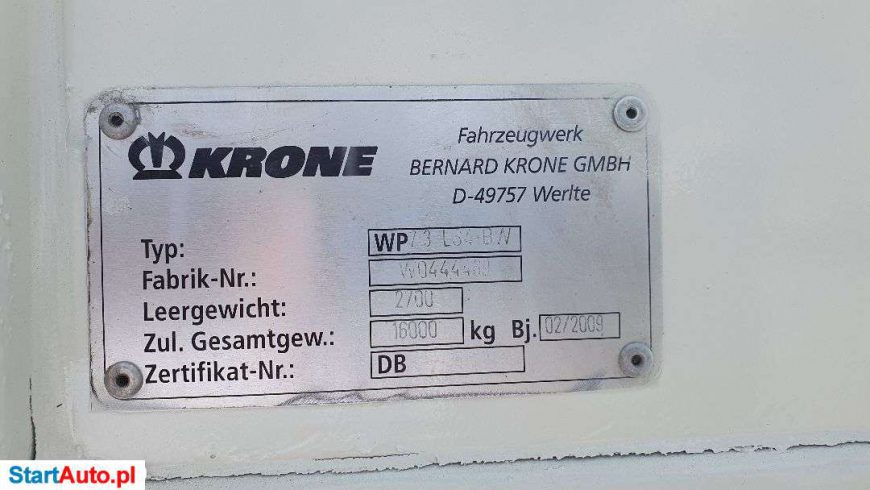 KRONE
Fahrzeugwerk
BERNARD KRONE GMBH
D-49757 Werlte
Typ: WP
Fabrik-Nr.:
Leergewicht: 2700
Zul. Gesamtgew.: 16000 kg Bj. 02/2009
Zertifikat-Nr.: DB
StartAuto.pl